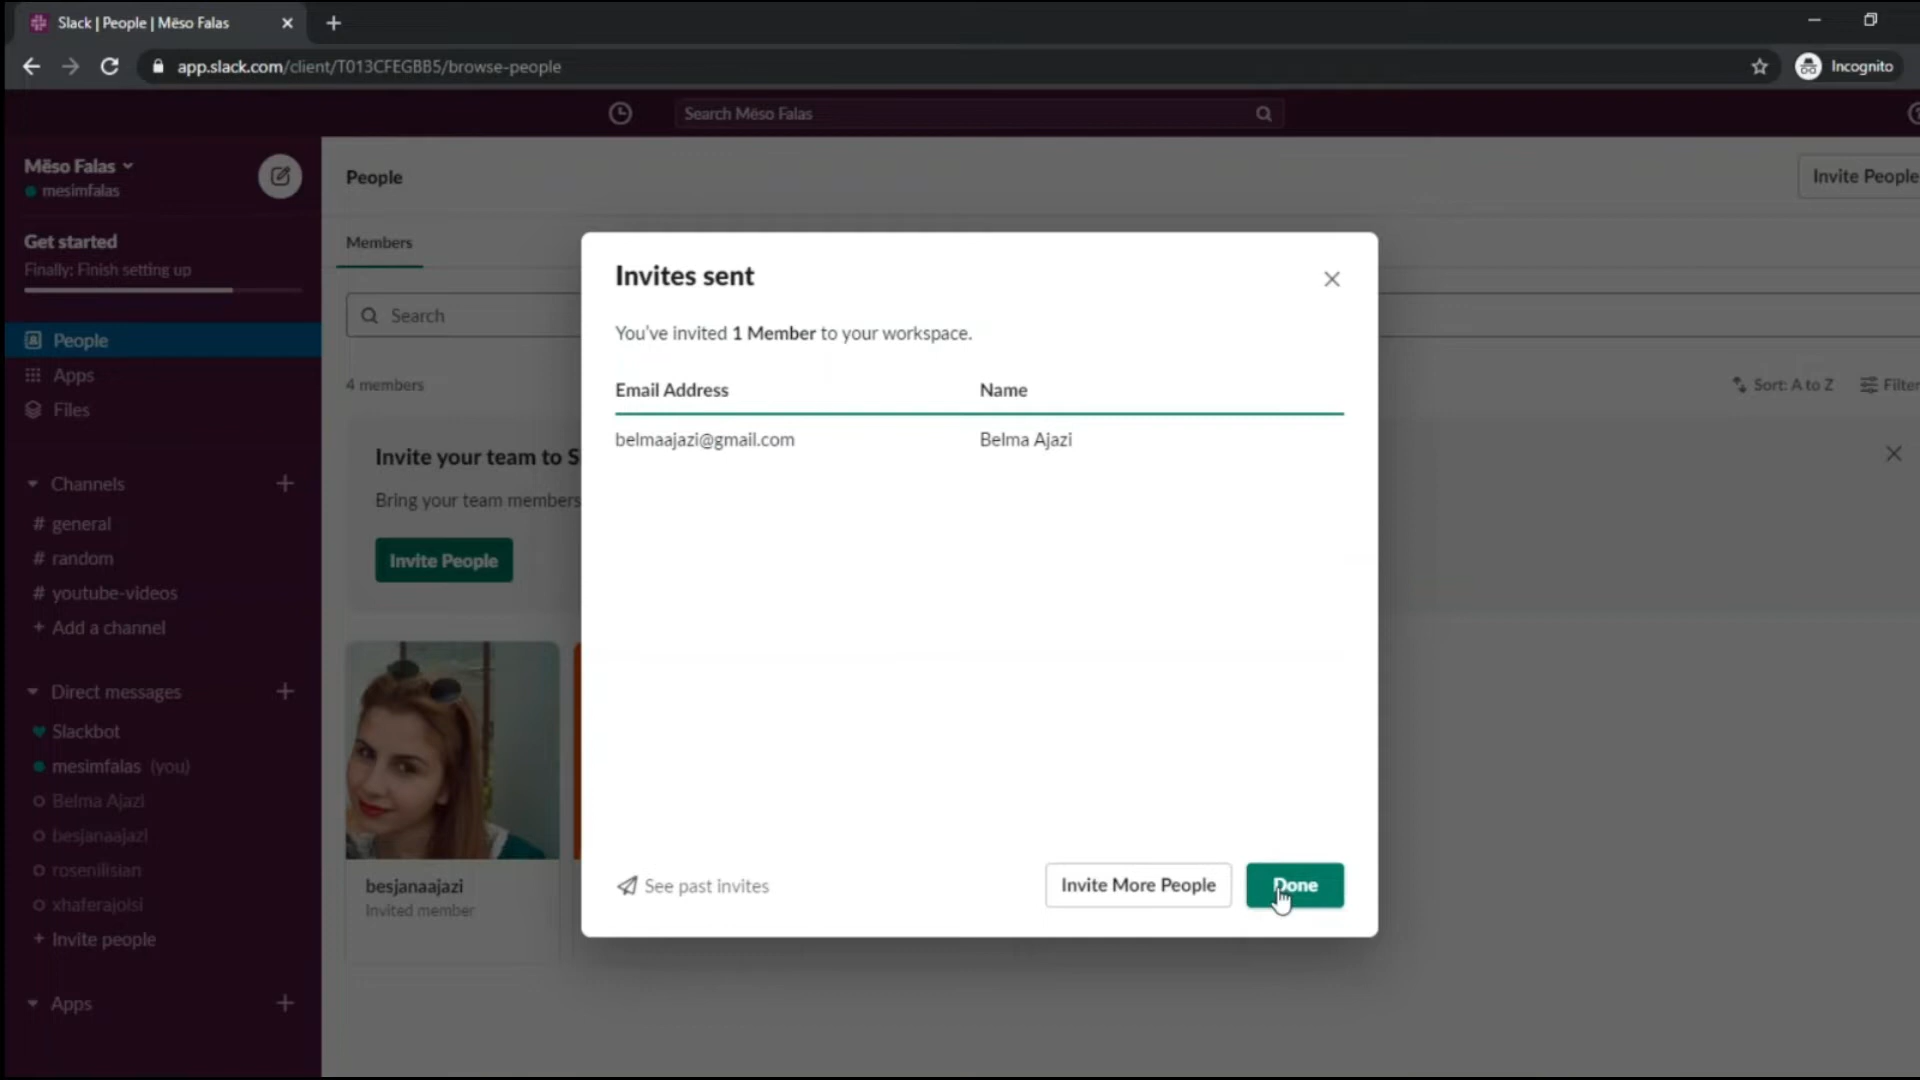 Slack | People | Mëso Falas
app.slack.com/client/T013CFEGBB5/browse-people
Incognito
Search Mëso Falas
Mëso Falas
mesimfalas
People
Invite People
Get started
Finally: Finish setting up
Members
Search
People
Apps
Files
4 members
Sort: A to Z
Filter
Invites sent
You've invited 1 Member to your workspace.
Email Address
Name
belmaajazi@gmail.com
Belma Ajazi
Invite your team to S
Bring your team members
Invite People
Channels
# general
# random
# youtube-videos
+ Add a channel
Direct messages
Slackbot
mesimfalas (you)
Belma Ajazi
besjanaajazi
rosenilisian
xhaferajoisi
+ Invite people
Apps
besjanaajazi
Invited member
See past invites
Invite More People
Done